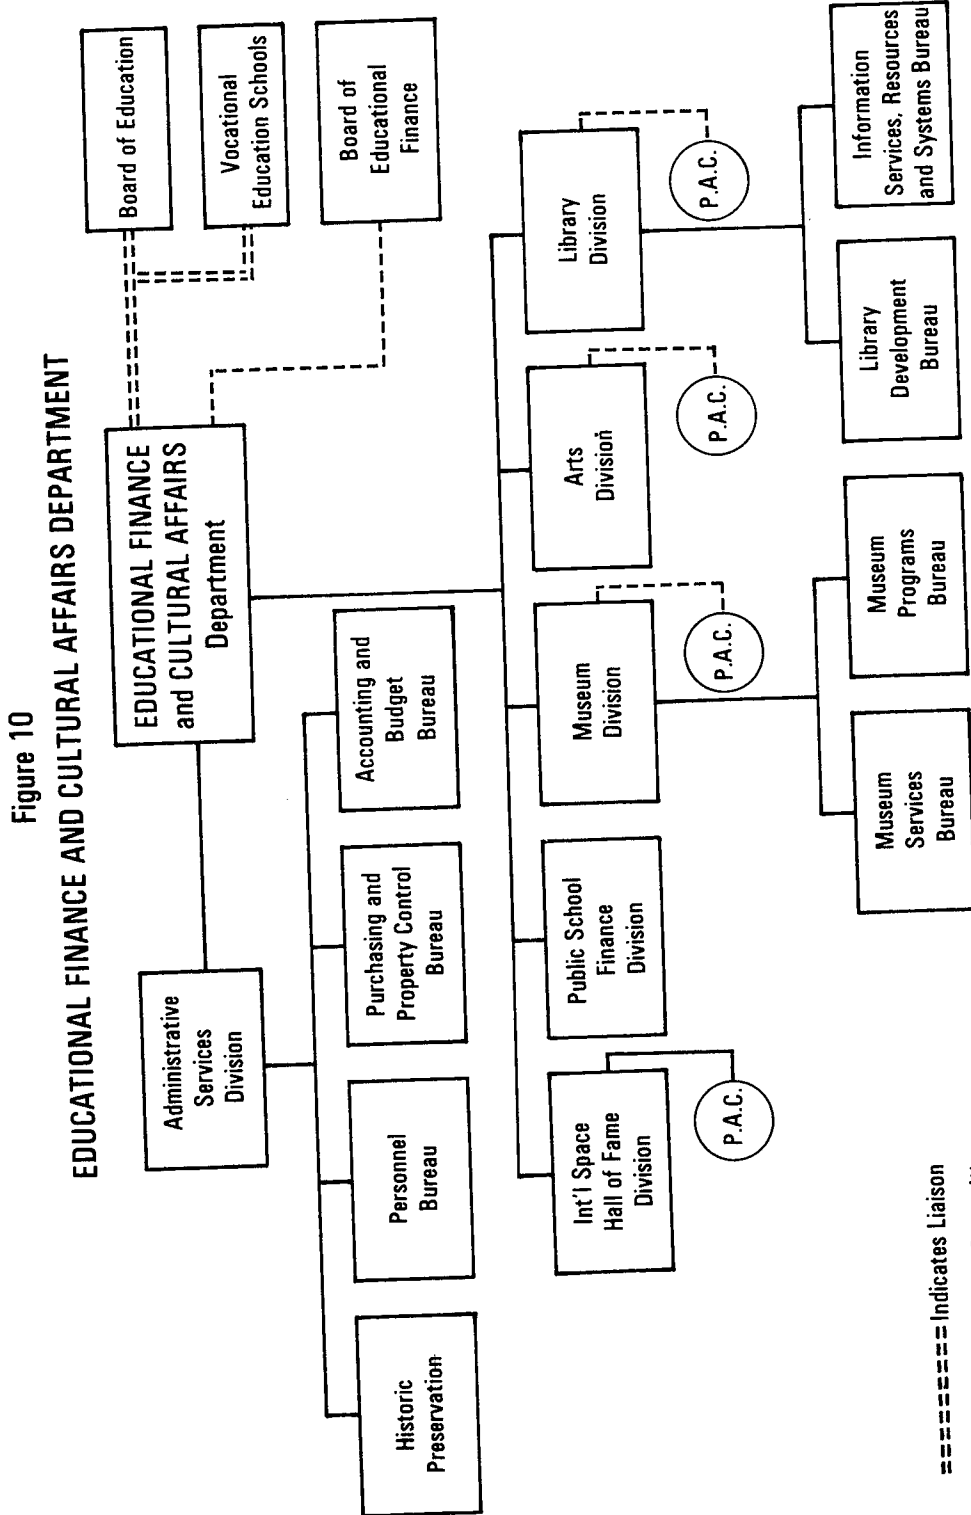 Figure 10
EDUCATIONAL FINANCE AND CULTURAL AFFAIRS DEPARTMENT
EDUCATIONAL FINANCE
and CULTURAL AFFAIRS
Department
Board of Education
Vocational
Education Schools
Board of
Educational
Finance
Administrative
Services
Division
Historic
Preservation
Personnel
Bureau
Purchasing and
Property Control
Bureau
Accounting and
Budget
Bureau
Int'l Space
Hall of Fame
Division
P.A.C.
Public School
Finance
Division
Museum
Division
P.A.C.
Arts
Division
P.A.C.
Library
Division
P.A.C.
Museum
Services
Bureau
Museum
Programs
Bureau
Library
Development
Bureau
Information
Services, Resources
and Systems Bureau
Indicates Liaison